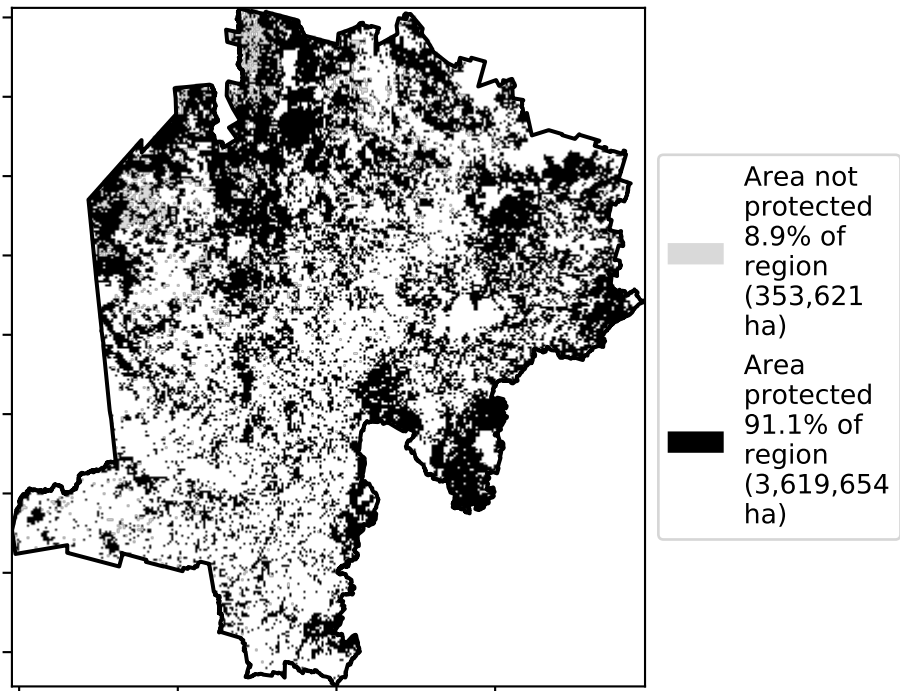 Area not
protected
8.9% of
region
(353,621
ha)
Area
protected
91.1% of
region
(3,619,654
ha)